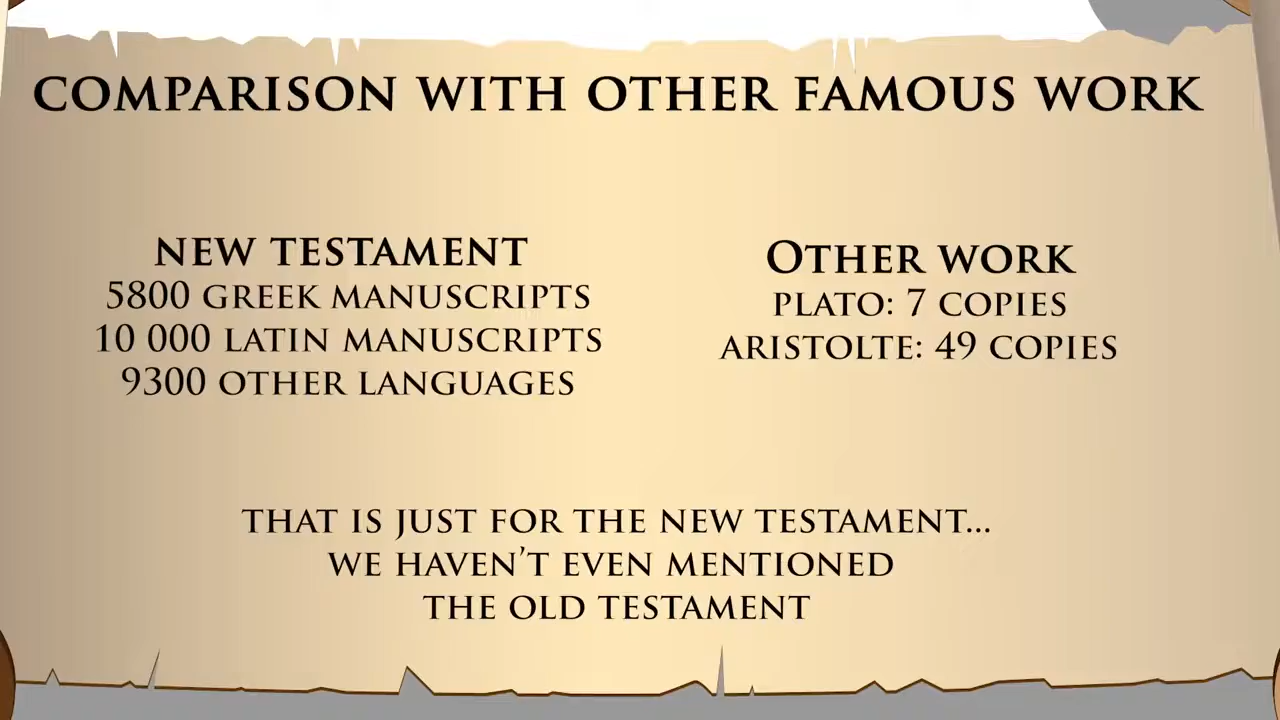 COMPARISON WITH OTHER FAMOUS WORK
NEW TESTAMENT
5800 GREEK MANUSCRIPTS
10 000 LATIN MANUSCRIPTS
9300 OTHER LANGUAGES
OTHER WORK
PLATO: 7 COPIES
ARISTOLTE: 49 COPIES
THAT IS JUST FOR THE NEW TESTAMENT...
WE HAVEN'T EVEN MENTIONED
THE OLD TESTAMENT